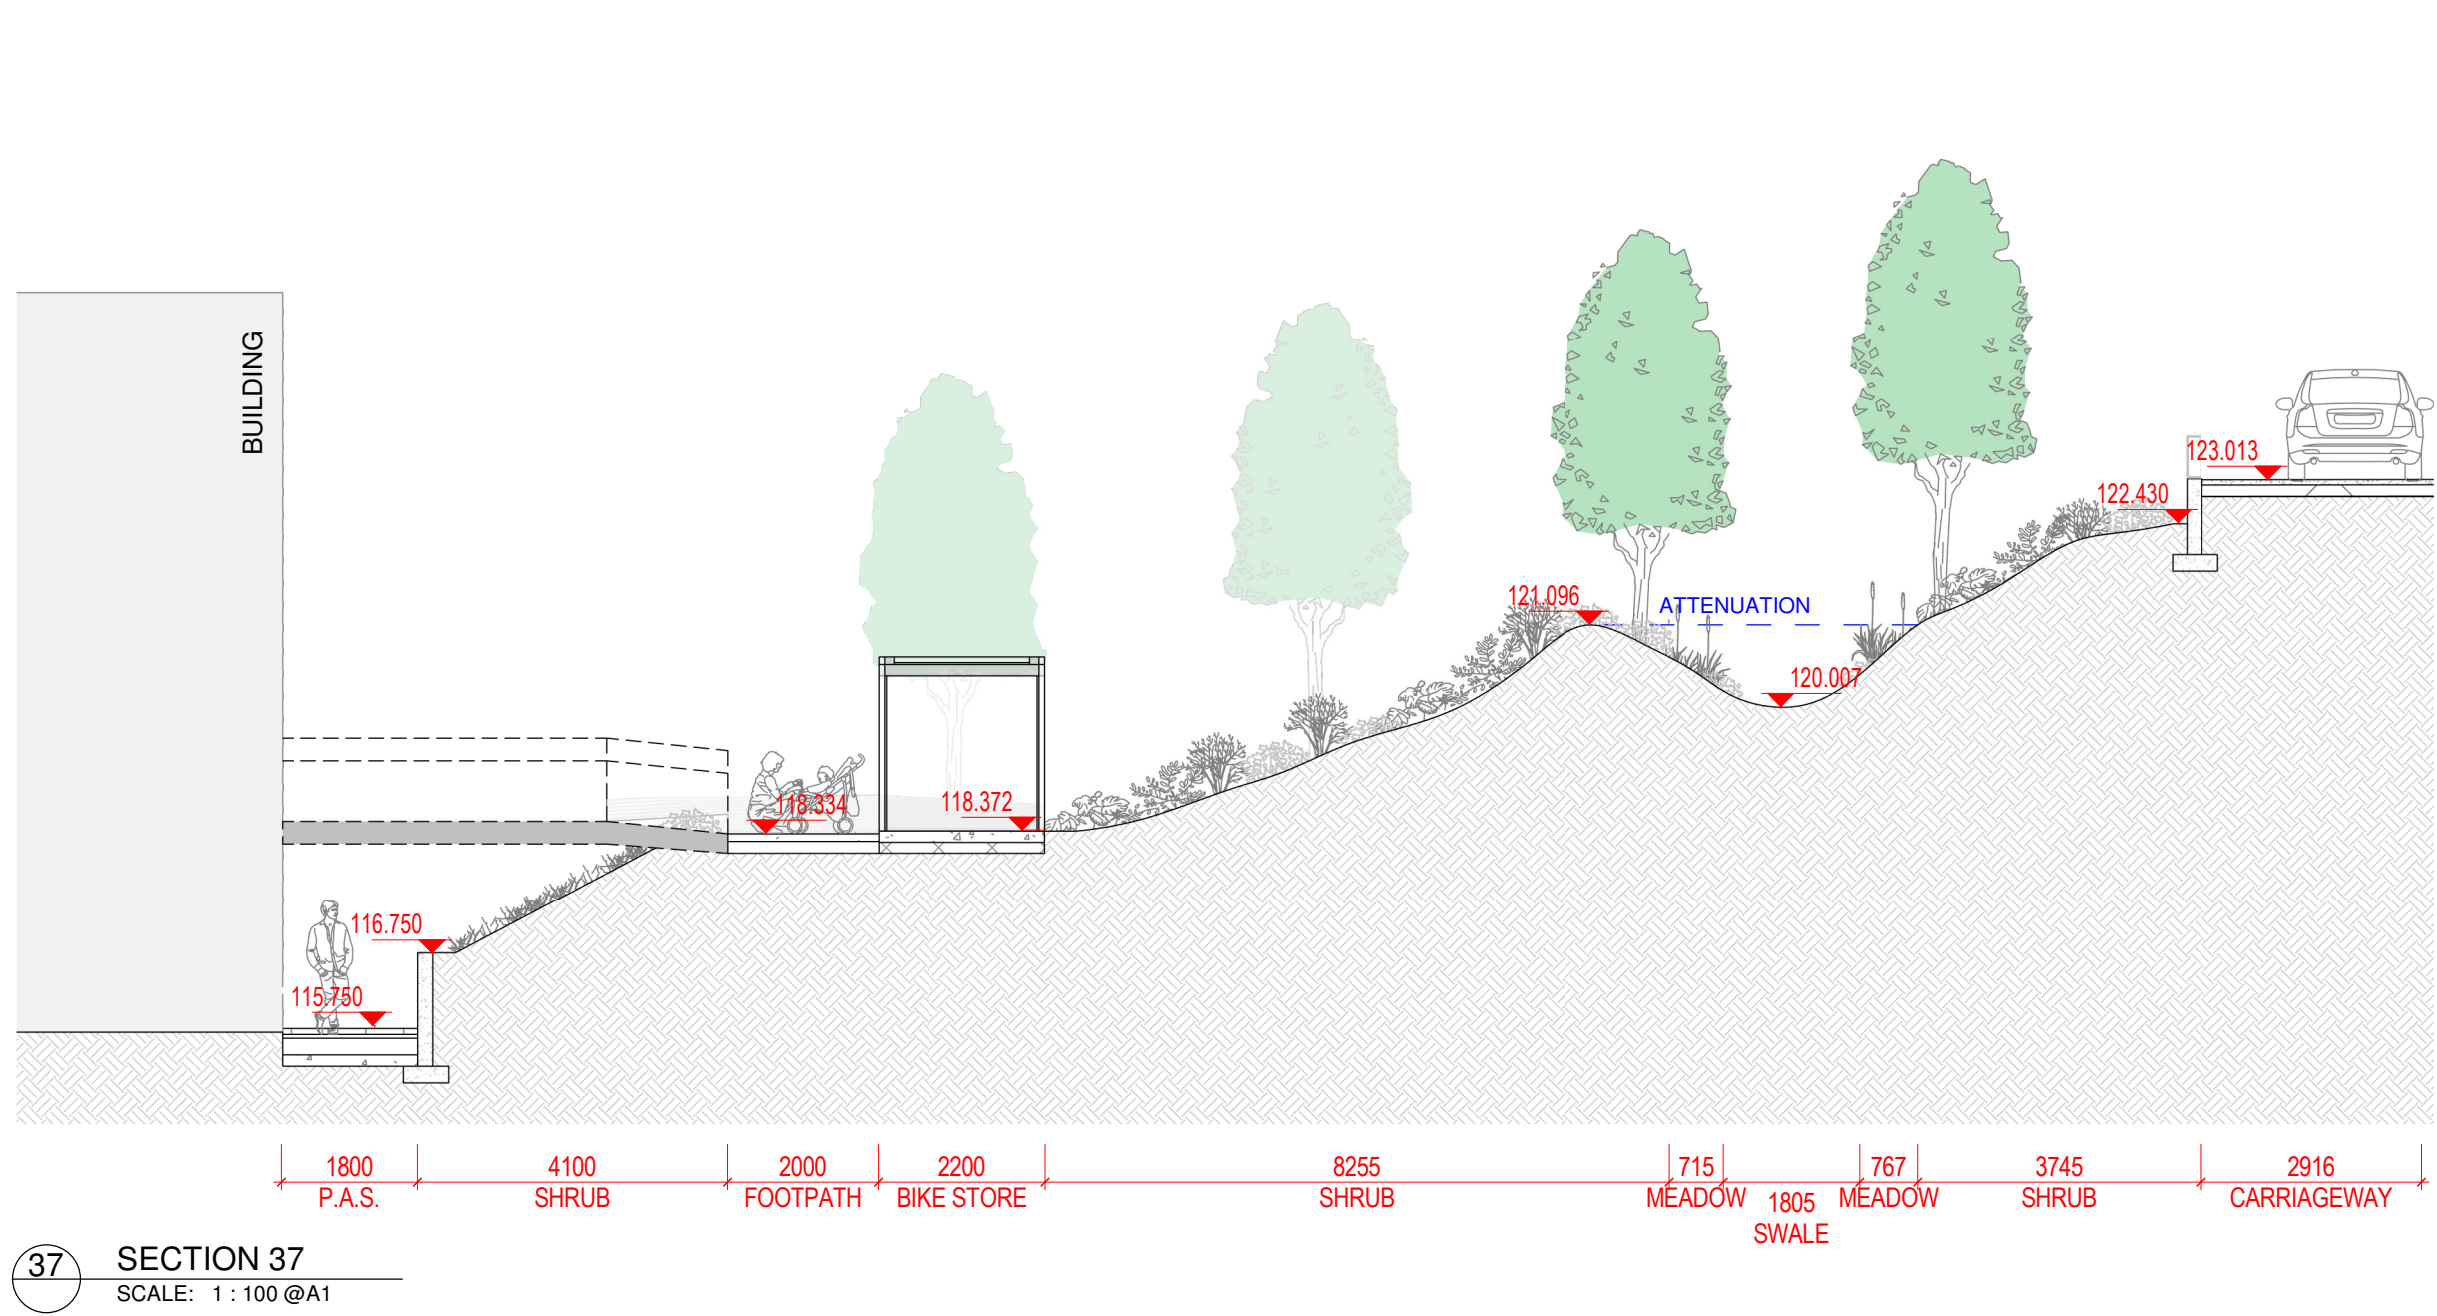 BUILDING
123.013
122.430
121.096
ATTENUATION
120.007
118.334
118.372
116.750
115.750
1800
4100
2000
2200
8255
715
767
3745
2916
P.A.S.
SHRUB
FOOTPATH
BIKE STORE
SHRUB
MEADOW
1805
MEADOW
SHRUB
CARRIAGEWAY
SWALE
37
SECTION 37
SCALE: 1 : 100 @A1